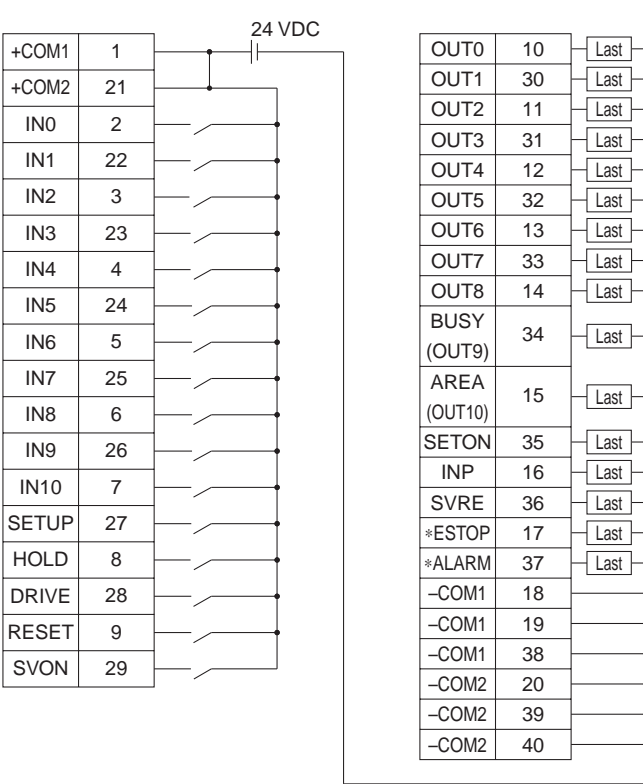 24 VDC
+COM1 1
+COM2 21
IN0 2
IN1 22
IN2 3
IN3 23
IN4 4
IN5 24
IN6 5
IN7 25
IN8 6
IN9 26
IN10 7
SETUP 27
HOLD 8
DRIVE 28
RESET 9
SVON 29
OUT0 10 Last
OUT1 30 Last
OUT2 11 Last
OUT3 31 Last
OUT4 12 Last
OUT5 32 Last
OUT6 13 Last
OUT7 33 Last
OUT8 14 Last
BUSY
(OUT9) 34 Last
AREA
(OUT10) 15 Last
SETON 35 Last
INP 16 Last
SVRE 36 Last
*ESTOP 17 Last
*ALARM 37 Last
–COM1 18
–COM1 19
–COM1 38
–COM2 20
–COM2 39
–COM2 40